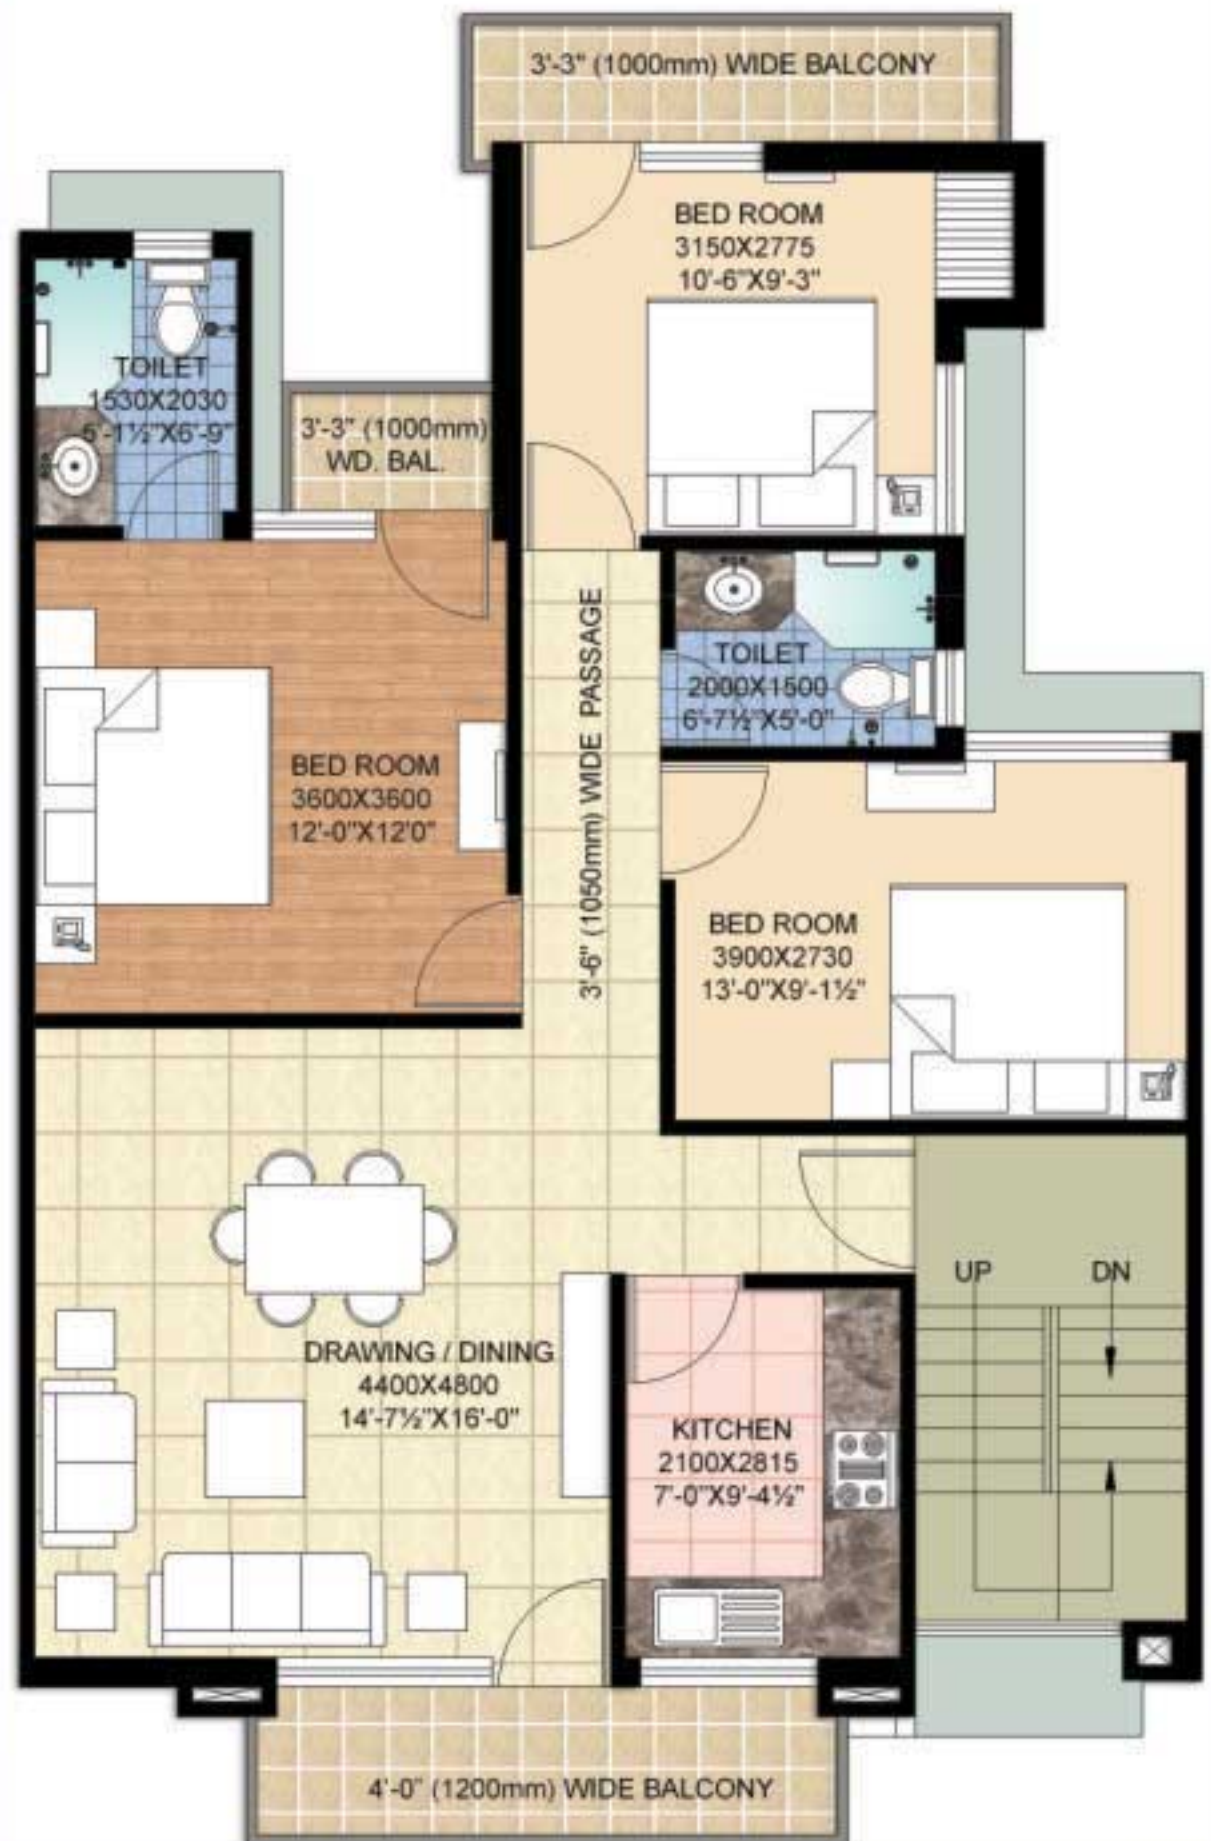 3'-3" (1000mm) WIDE BALCONY
BED ROOM
3150X2775
10'-6"X9'-3"
TOILET
1530X2030
5'-1½"X6'-9"
3'-3" (1000mm)
WD. BAL.
3'-6" (1050mm) WIDE PASSAGE
TOILET
2000X1500
6'-7½"X5'-0"
BED ROOM
3600X3600
12'-0"X12'0"
BED ROOM
3900X2730
13'-0"X9'-1½"
UP
DN
DRAWING / DINING
4400X4800
14'-7½"X16'-0"
KITCHEN
2100X2815
7'-0"X9'-4½"
4'-0" (1200mm) WIDE BALCONY